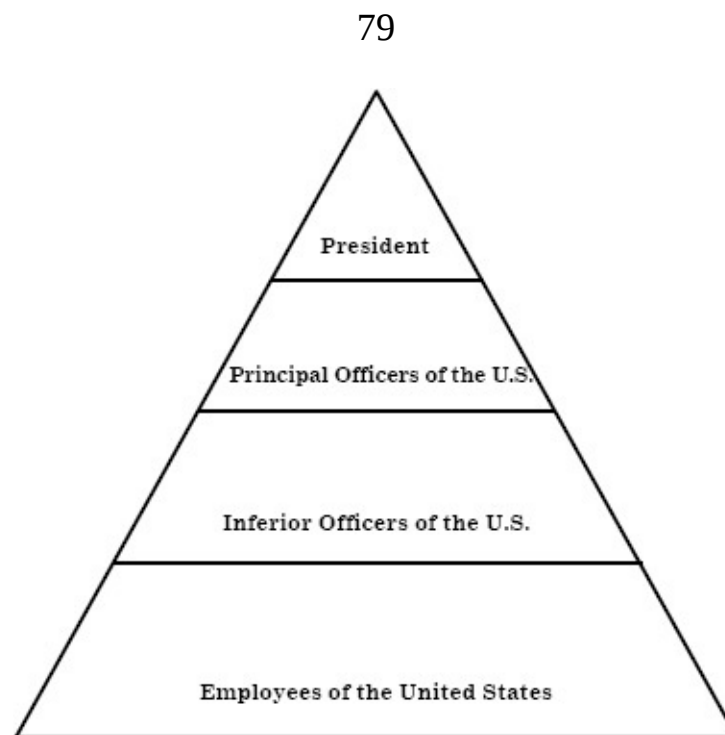 79
President
Principal Officers of the U.S.
Inferior Officers of the U.S.
Employees of the United States